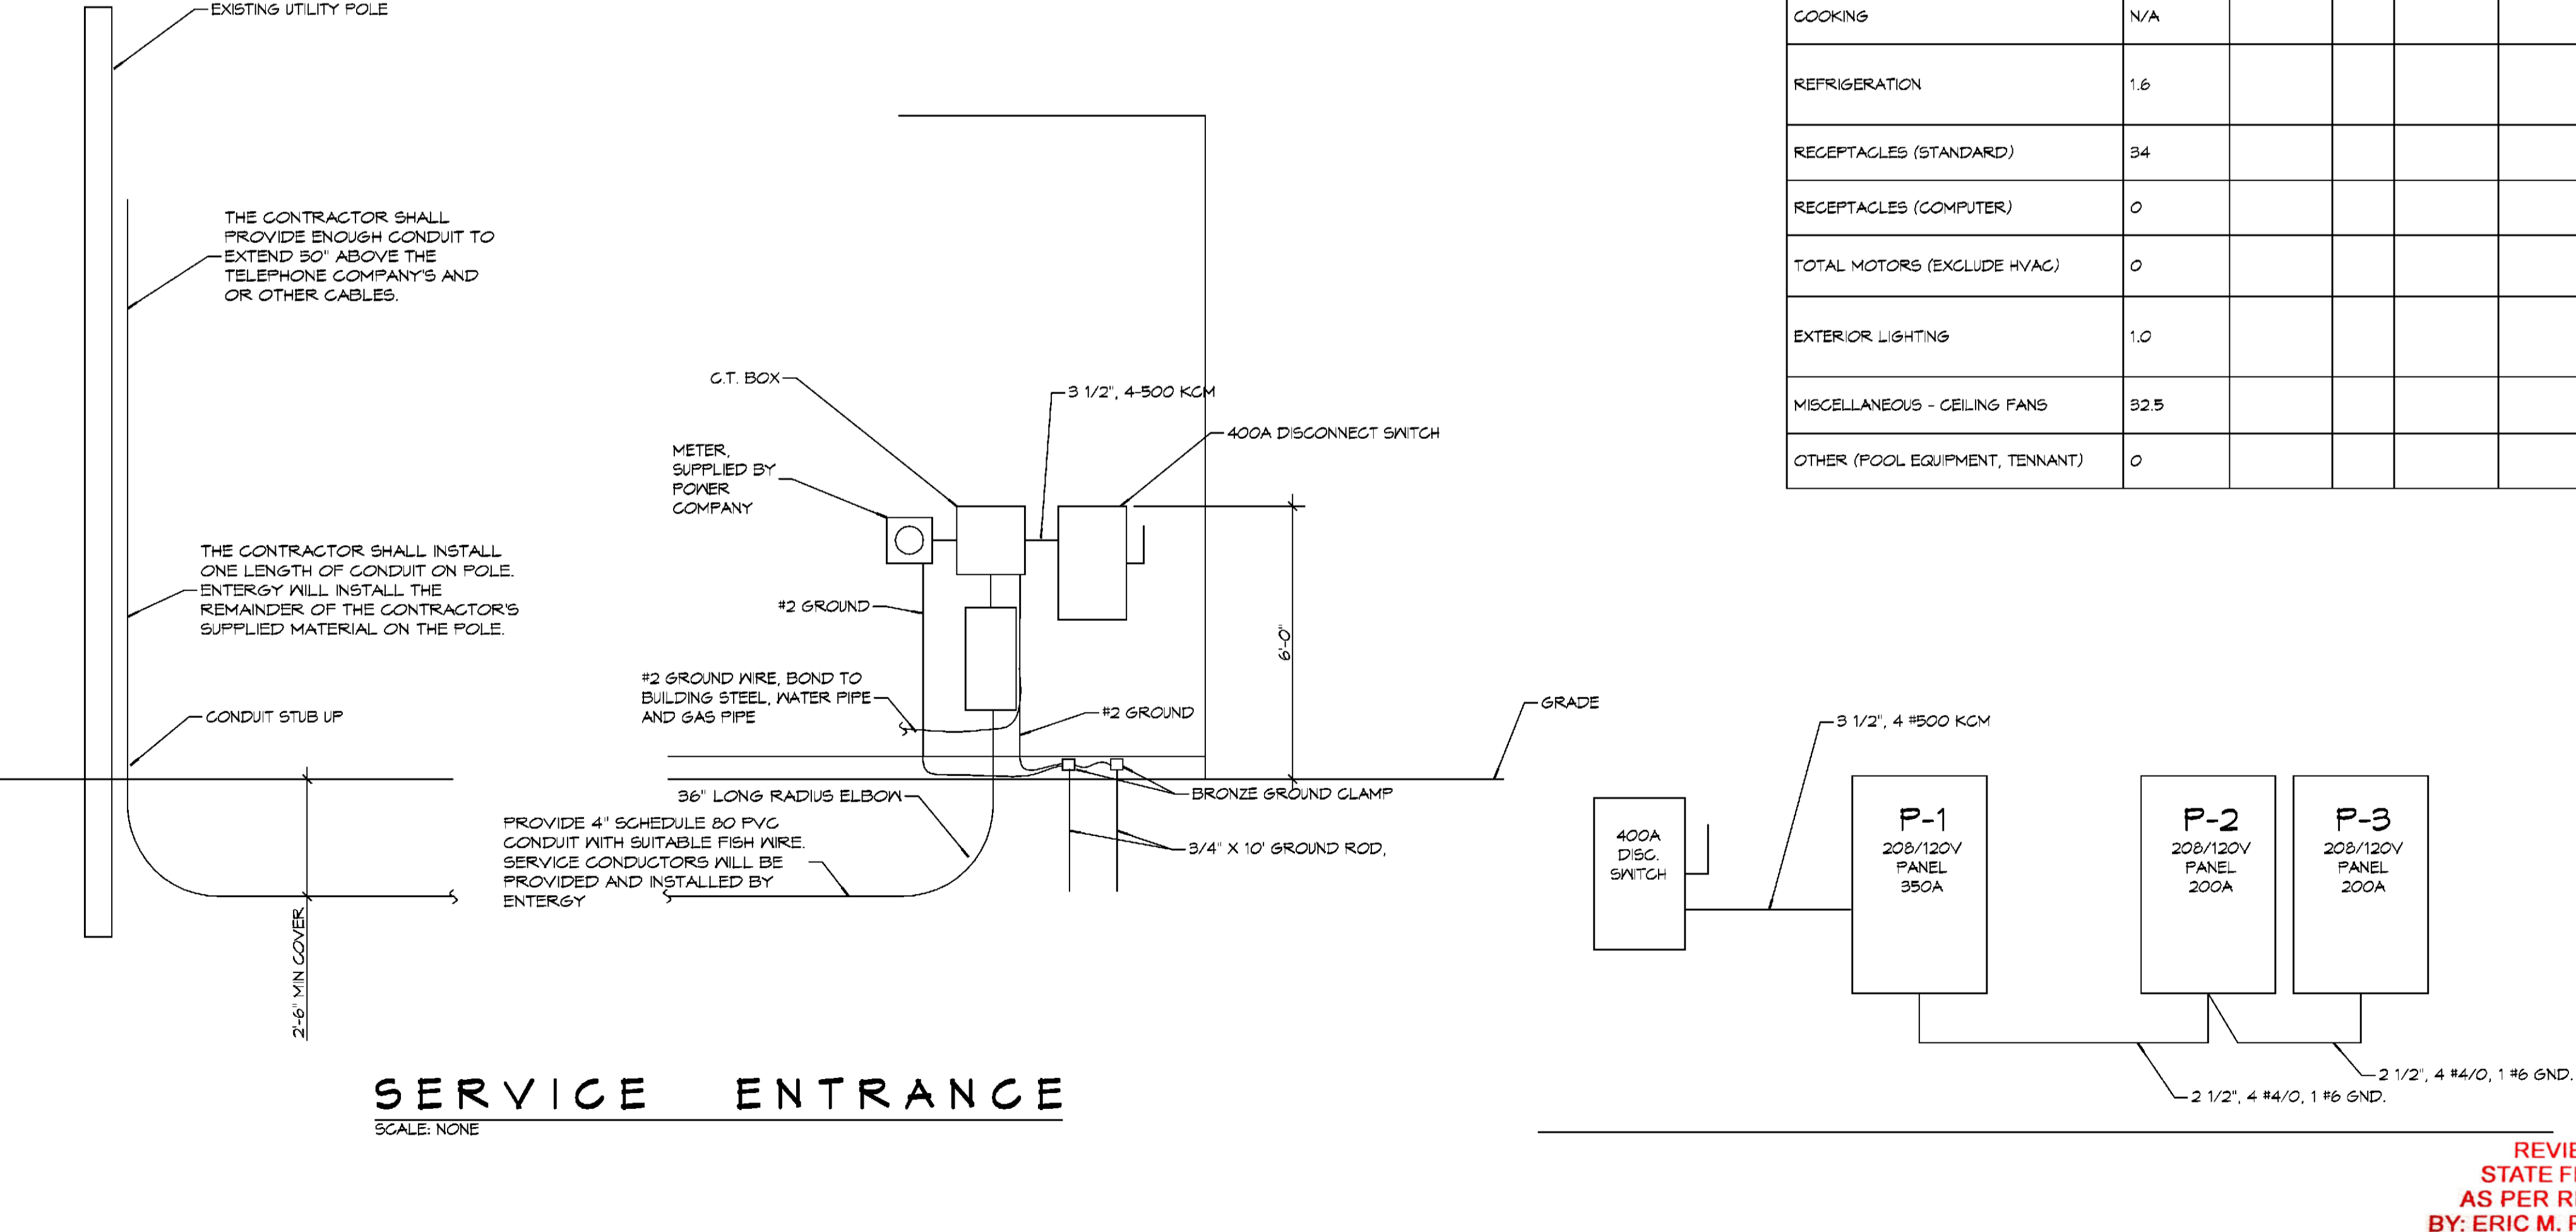 EXISTING UTILITY POLE
THE CONTRACTOR SHALL
PROVIDE ENOUGH CONDUIT TO
EXTEND 50" ABOVE THE
TELEPHONE COMPANY'S AND
OR OTHER CABLES.
THE CONTRACTOR SHALL INSTALL
ONE LENGTH OF CONDUIT ON POLE.
ENTERGY WILL INSTALL THE
REMAINDER OF THE CONTRACTOR'S
SUPPLIED MATERIAL ON THE POLE.
CONDUIT STUB UP
2'-6" MIN COVER
C.T. BOX
3 1/2", 4-500 KCM
400A DISCONNECT SWITCH
METER,
SUPPLIED BY
POWER
COMPANY
#2 GROUND
#2 GROUND WIRE, BOND TO
BUILDING STEEL, WATER PIPE
AND GAS PIPE
#2 GROUND
6'-0"
GRADE
36" LONG RADIUS ELBOW
BRONZE GROUND CLAMP
PROVIDE 4" SCHEDULE 80 PVC
CONDUIT WITH SUITABLE FISH WIRE.
SERVICE CONDUCTORS WILL BE
PROVIDED AND INSTALLED BY
ENTERGY
3/4" X 10' GROUND ROD,
SERVICE ENTRANCE
SCALE: NONE
COOKING N/A
REFRIGERATION 1.6
RECEPTACLES (STANDARD) 34
RECEPTACLES (COMPUTER) 0
TOTAL MOTORS (EXCLUDE HVAC) 0
EXTERIOR LIGHTING 1.0
MISCELLANEOUS - CEILING FANS 32.5
OTHER (POOL EQUIPMENT, TENNANT) 0
3 1/2", 4 #500 KCM
400A
DISC.
SWITCH
P-1
208/120V
PANEL
350A
P-2
208/120V
PANEL
200A
P-3
208/120V
PANEL
200A
2 1/2", 4 #4/0, 1 #6 GND.
2 1/2", 4 #4/0, 1 #6 GND.
STATE
AS PER
BY: ERIC M.